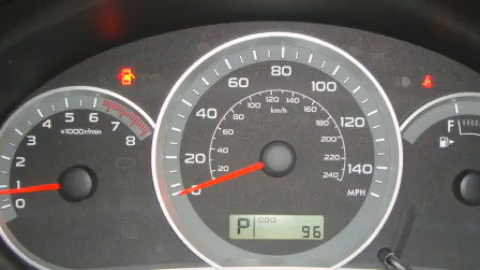 0 1 2 3 4 5 6 7 8
x1000r/min
0 20 40 60 80 100 120 140
MPH
20 40 60 80 100 120 140 160 180 200 220 240
km/h
P ODO 96
F